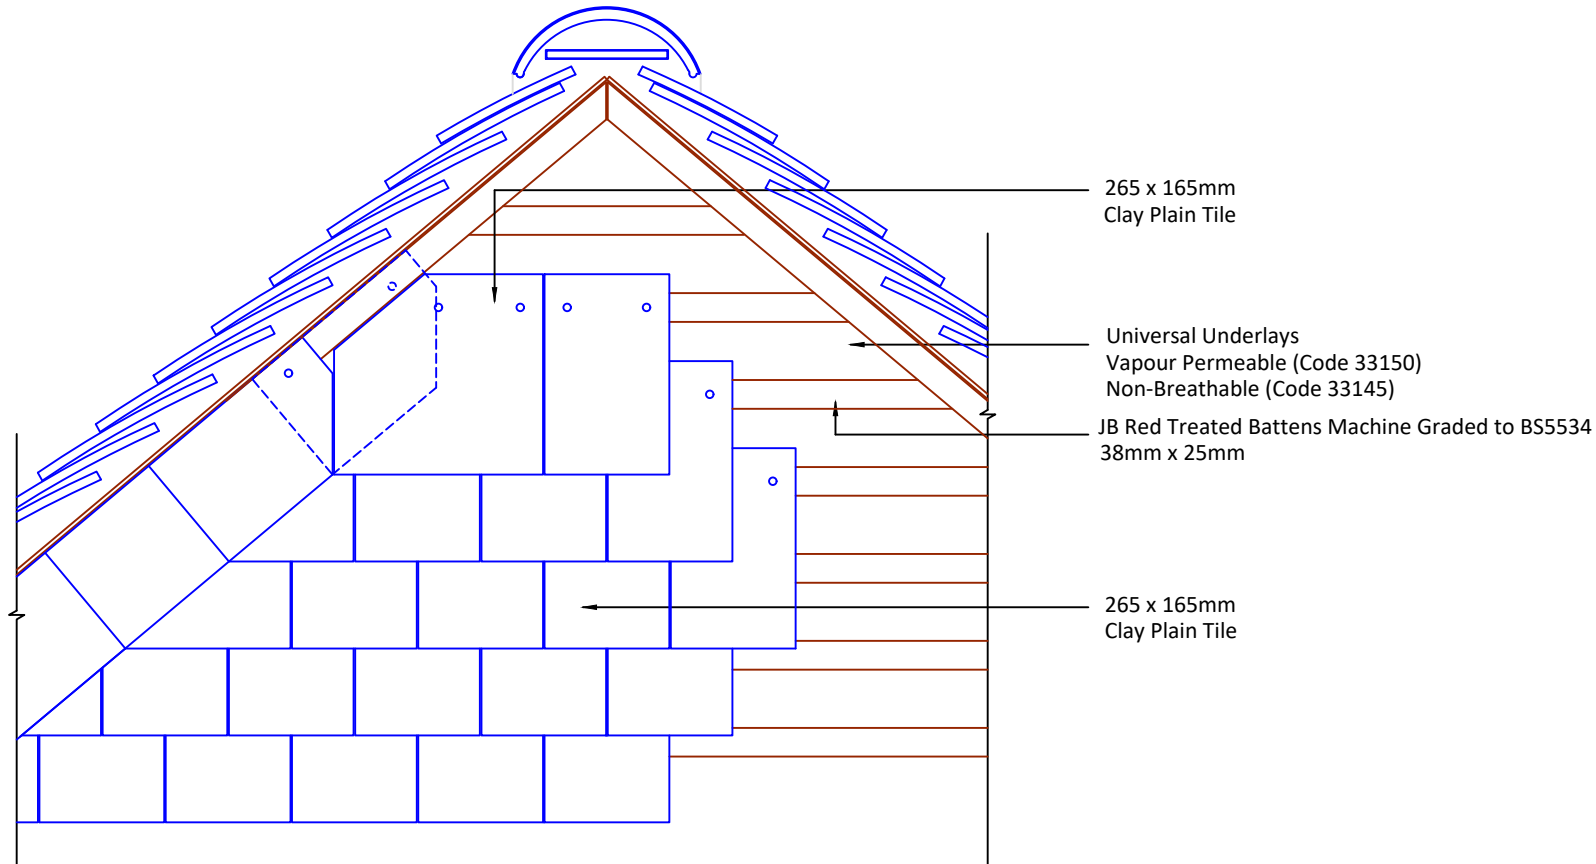 265 x 165mm
Clay Plain Tile
Universal Underlays
Vapour Permeable (Code 33150)
Non-Breathable (Code 33145)
JB Red Treated Battens Machine Graded to BS5534
38mm x 25mm
265 x 165mm
Clay Plain Tile